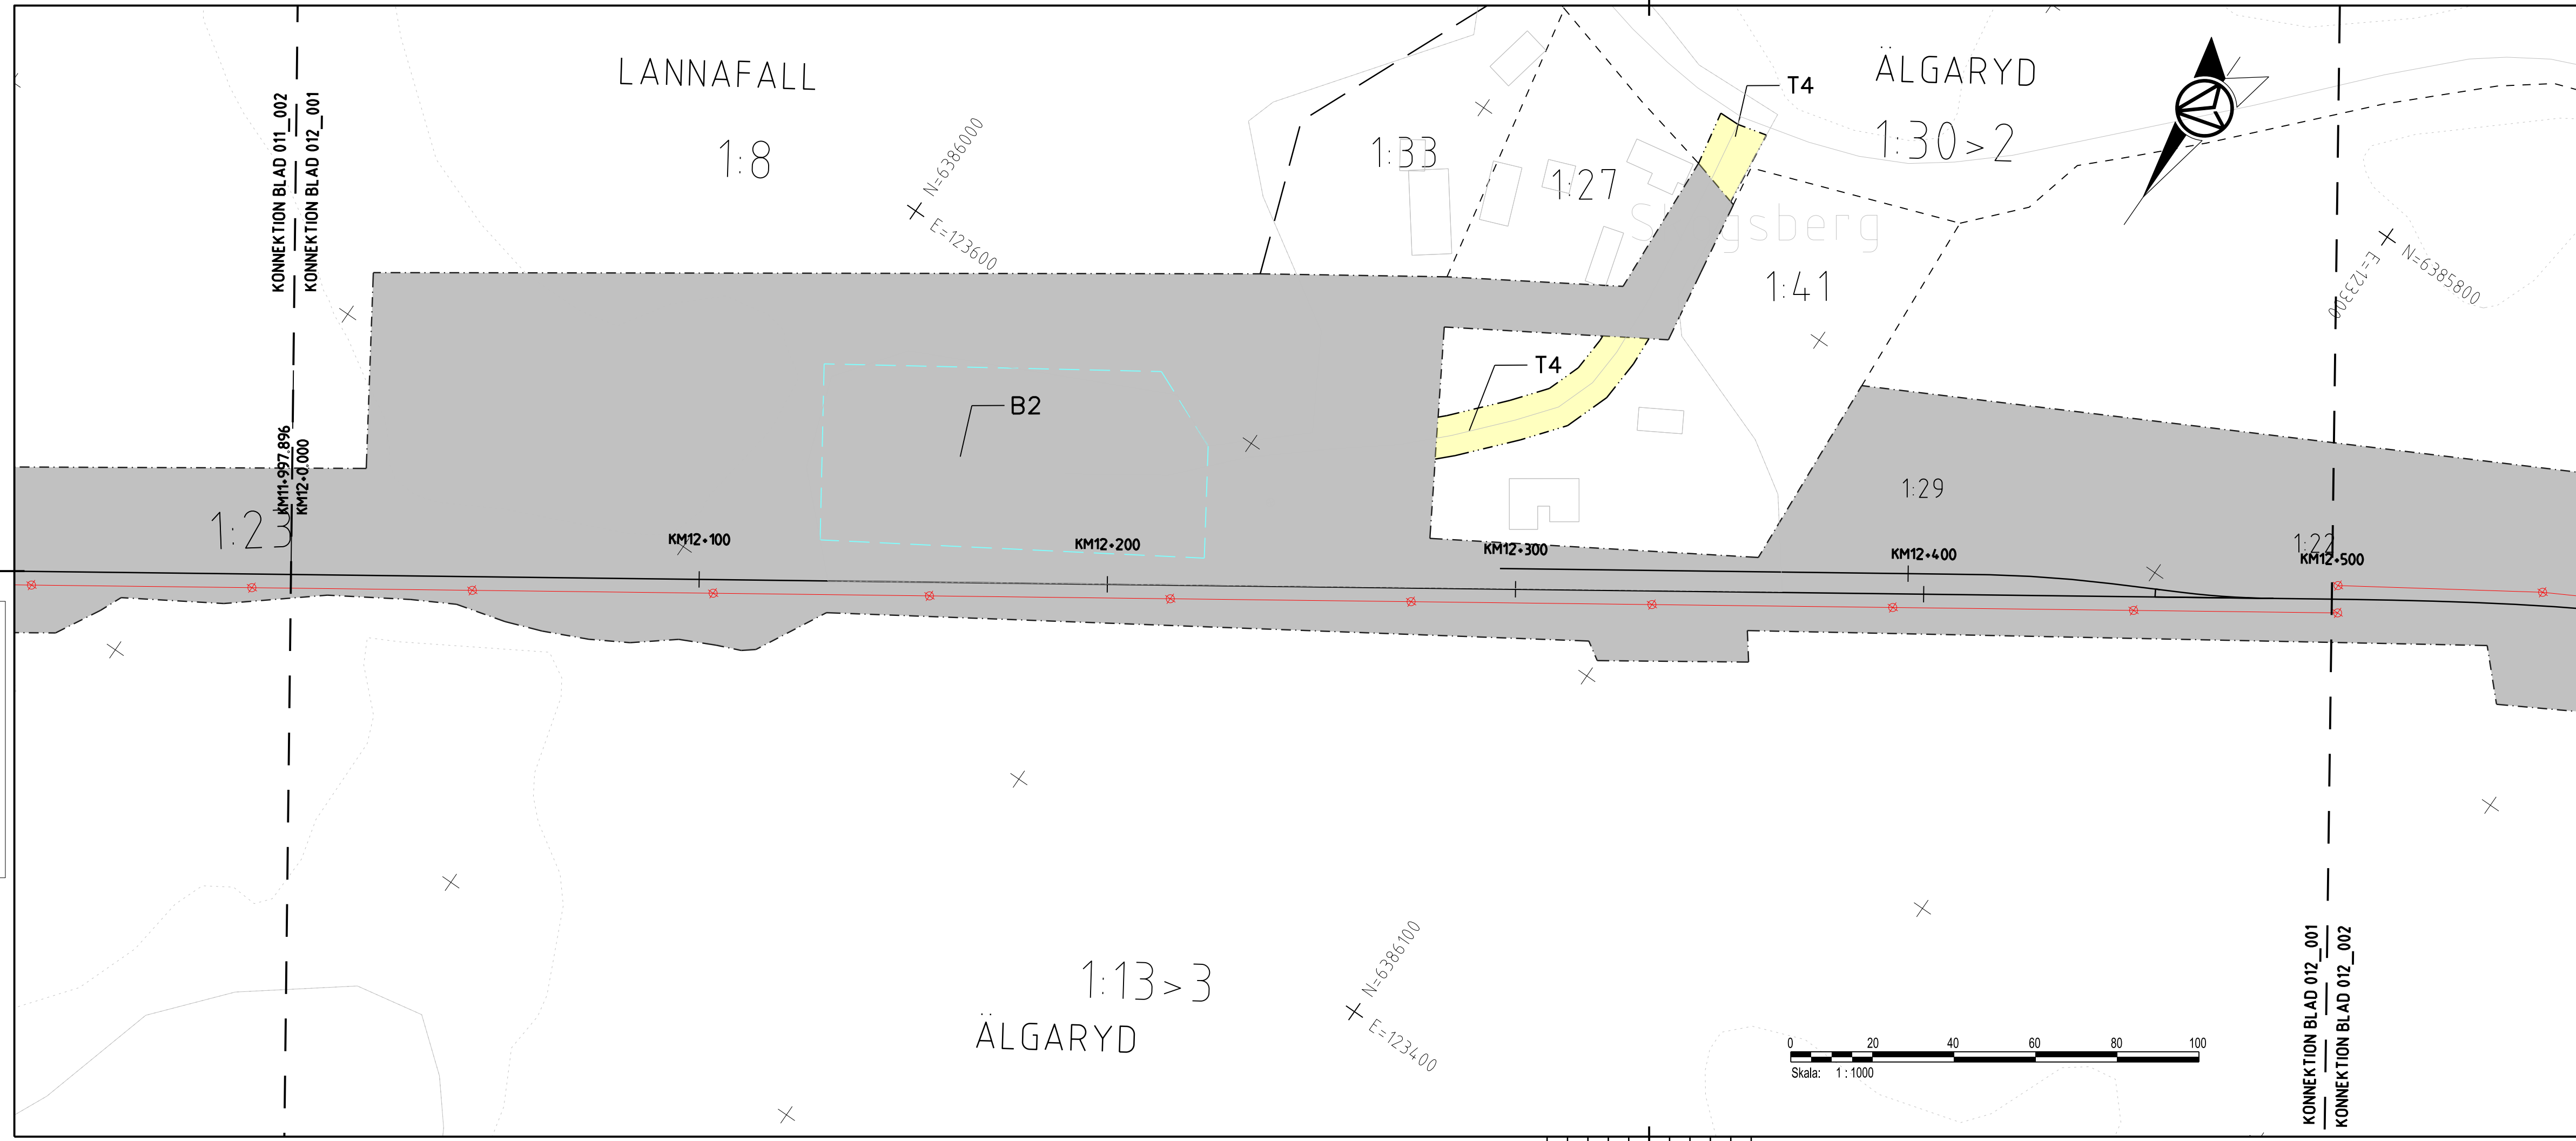 LANNAFALL
1:8
ÄLGARYD
1:30>2
T4
1:33
1:27
1:41
N=6386000
E=123600
N=6385800
E=123300
KONNEKTION BLAD 011_002
KONNEKTION BLAD 012_001
KM11+997.896
KM12+0.000
1:23
B2
T4
1:29
1:22
KM12+100
KM12+200
KM12+300
KM12+400
KM12+500
1:13>3
ÄLGARYD
N=6386100
E=123400
0 20 40 60 80 100
Skala: 1 : 1000
KONNEKTION BLAD 012_001
KONNEKTION BLAD 012_002